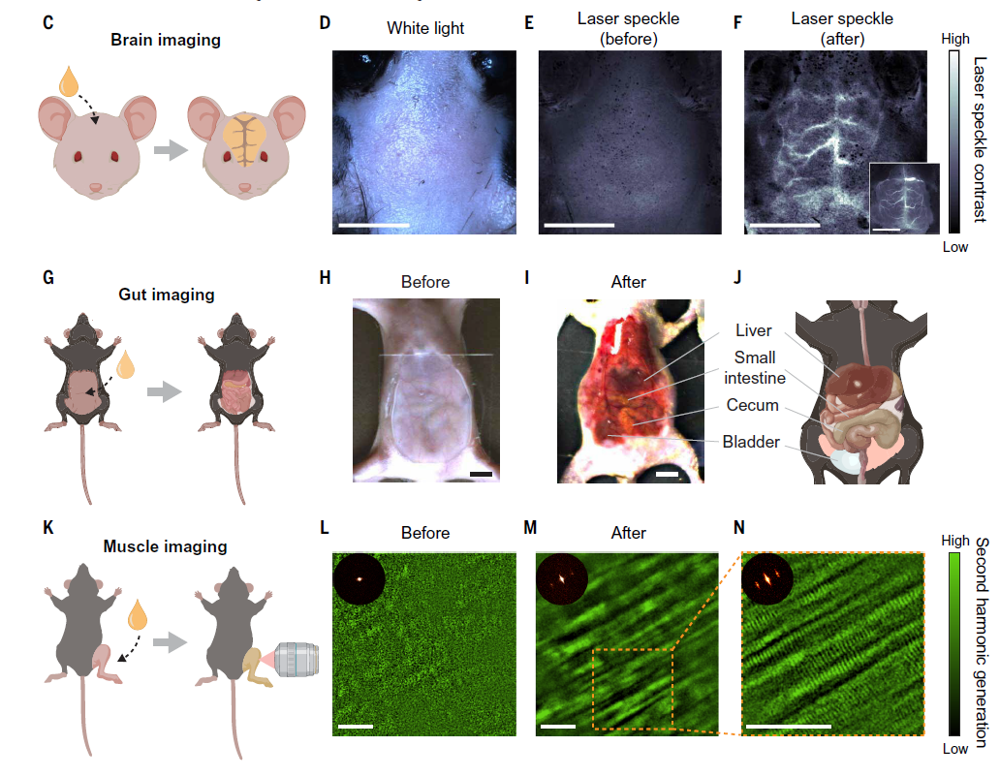 C
Brain imaging
D
White light
E
Laser speckle
(before)
F
Laser speckle
(after)
High
Laser speckle contrast
Low
G
Gut imaging
H
Before
I
After
J
Liver
Small
intestine
Cecum
Bladder
K
Muscle imaging
L
Before
M
After
N
High
Second harmonic generation
Low